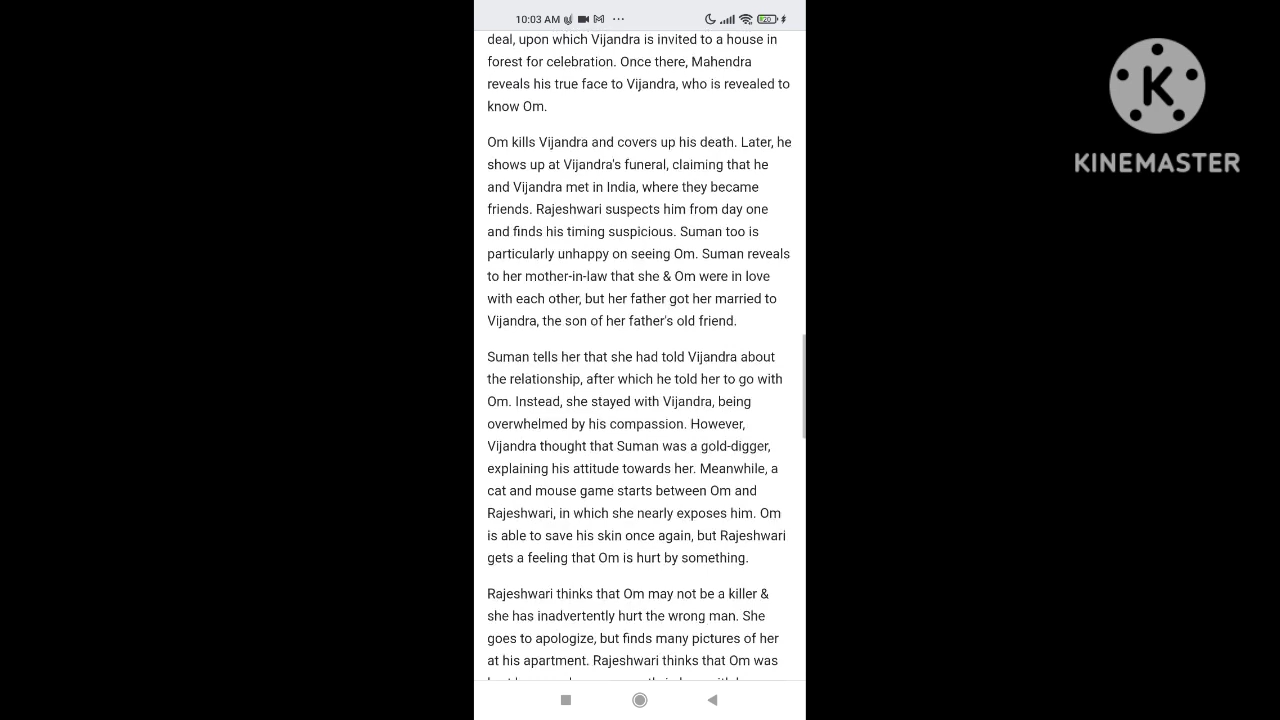 10:03 AM
20
deal, upon which Vijandra is invited to a house in
forest for celebration. Once there, Mahendra
reveals his true face to Vijandra, who is revealed to
know Om.
Om kills Vijandra and covers up his death. Later, he
shows up at Vijandra's funeral, claiming that he
and Vijandra met in India, where they became
friends. Rajeshwari suspects him from day one
and finds his timing suspicious. Suman too is
particularly unhappy on seeing Om. Suman reveals
to her mother-in-law that she & Om were in love
with each other, but her father got her married to
Vijandra, the son of her father's old friend.
Suman tells her that she had told Vijandra about
the relationship, after which he told her to go with
Om. Instead, she stayed with Vijandra, being
overwhelmed by his compassion. However,
Vijandra thought that Suman was a gold-digger,
explaining his attitude towards her. Meanwhile, a
cat and mouse game starts between Om and
Rajeshwari, in which she nearly exposes him. Om
is able to save his skin once again, but Rajeshwari
gets a feeling that Om is hurt by something.
Rajeshwari thinks that Om may not be a killer &
she has inadvertently hurt the wrong man. She
goes to apologize, but finds many pictures of her
at his apartment. Rajeshwari thinks that Om was
K
KINEMASTER